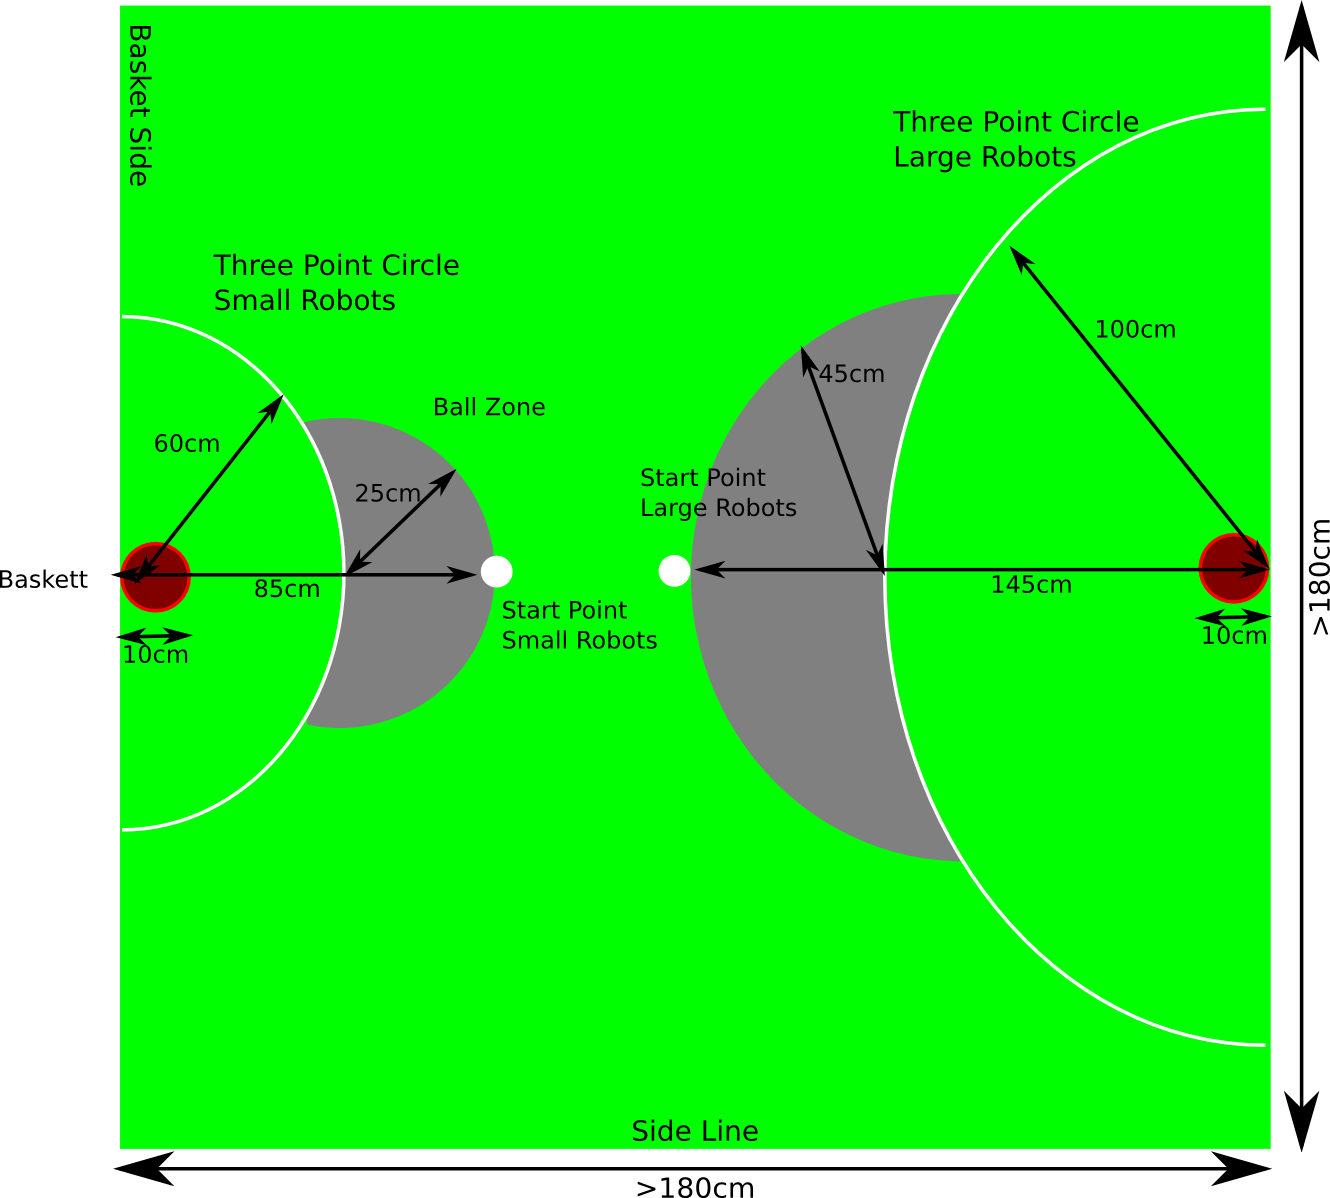 Basket Side
Three Point Circle
Large Robots
Three Point Circle
Small Robots
100cm
45cm
Ball Zone
60cm
Start Point
Large Robots
25cm
Baskett
85cm
145cm
>180cm
Start Point
Small Robots
10cm
10cm
Side Line
>180cm